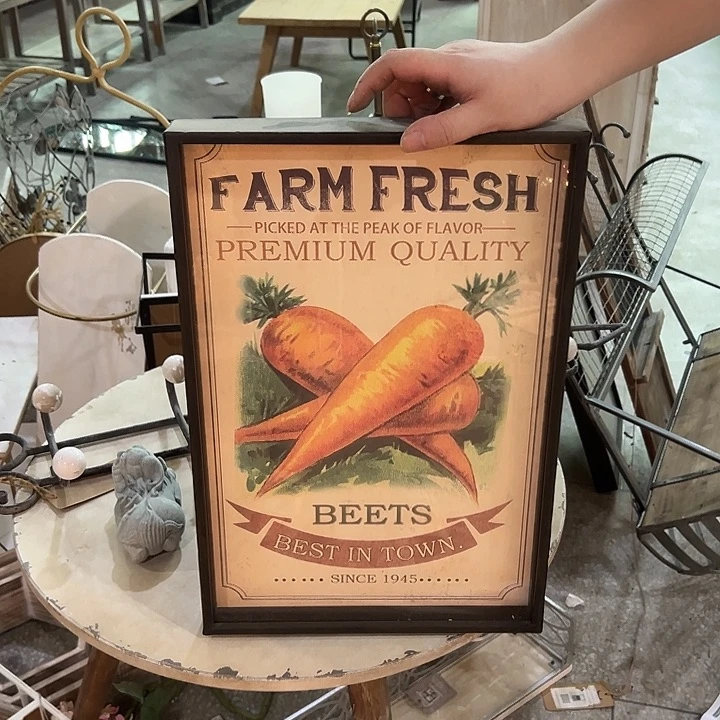 FARM FRESH
PICKED AT THE PEAK OF FLAVOR
PREMIUM QUALITY
BEETS
BEST IN TOWN.
SINCE 1945